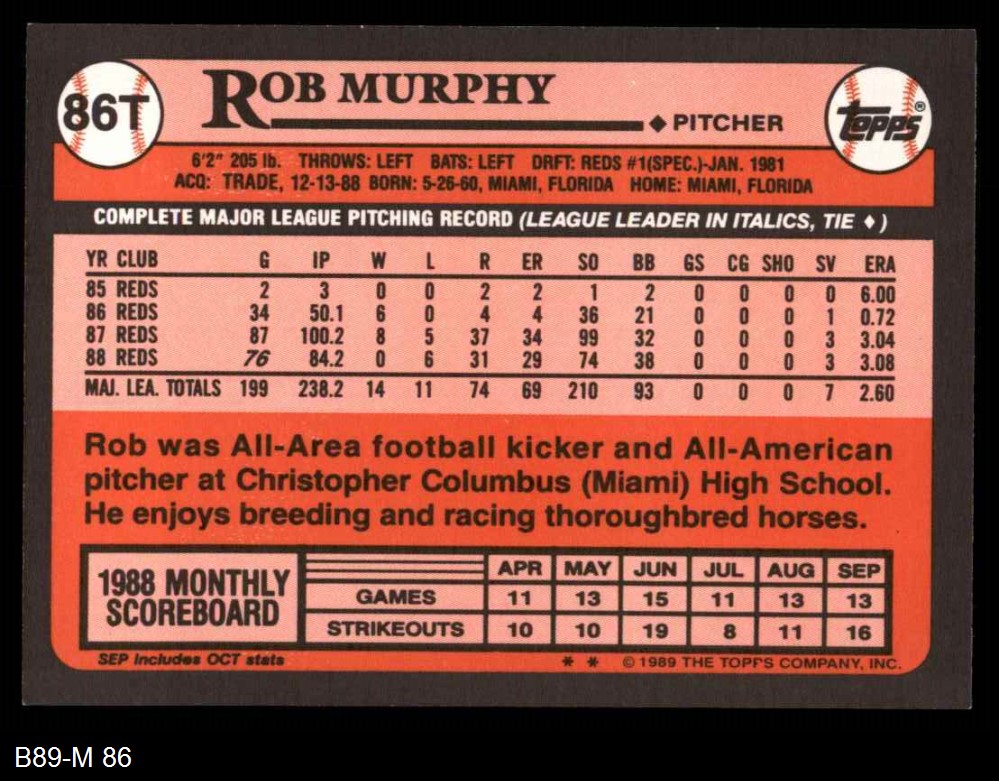 86T
ROB MURPHY
◆ PITCHER
TOPPS®
6'2" 205 lb. THROWS: LEFT BATS: LEFT DRFT: REDS #1(SPEC.)-JAN. 1981
ACQ: TRADE, 12-13-88 BORN: 5-26-60, MIAMI, FLORIDA HOME: MIAMI, FLORIDA
COMPLETE MAJOR LEAGUE PITCHING RECORD (LEAGUE LEADER IN ITALICS, TIE ♦)
YR CLUB G IP W L R ER SO BB GS CG SHO SV ERA
85 REDS 2 3 0 0 2 2 1 2 0 0 0 0 6.00
86 REDS 34 50.1 6 0 4 4 36 21 0 0 0 1 0.72
87 REDS 87 100.2 8 5 37 34 99 32 0 0 0 3 3.04
88 REDS 76 84.2 0 6 31 29 74 38 0 0 0 3 3.08
MAJ. LEA. TOTALS 199 238.2 14 11 74 69 210 93 0 0 0 7 2.60
Rob was All-Area football kicker and All-American
pitcher at Christopher Columbus (Miami) High School.
He enjoys breeding and racing thoroughbred horses.
1988 MONTHLY
SCOREBOARD
APR MAY JUN JUL AUG SEP
GAMES 11 13 15 11 13 13
STRIKEOUTS 10 10 19 8 11 16
SEP Includes OCT stats
* * © 1989 THE TOPPS COMPANY, INC.
B89-M 86